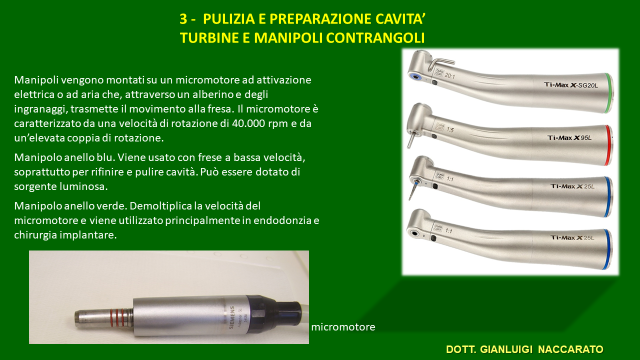 3 - PULIZIA E PREPARAZIONE CAVITA'
TURBINE E MANIPOLI CONTRANGOLI
Manipoli vengono montati su un micromotore ad attivazione
elettrica o ad aria che, attraverso un alberino e degli
ingranaggi, trasmette il movimento alla fresa. Il micromotore è
caratterizzato da una velocità di rotazione di 40.000 rpm e da
un'elevata coppia di rotazione.
Manipolo anello blu. Viene usato con frese a bassa velocità,
soprattutto per rifinire e pulire cavità. Può essere dotato di
sorgente luminosa.
Manipolo anello verde. Demoltiplica la velocità del
micromotore e viene utilizzato principalmente in endodonzia e
chirurgia implantare.
20:1
Ti-Max X-SG20L
1:5
Ti-Max X95L
1:1
Ti-Max X25L
1:1
Ti-Max X25L
SIEMENS
micromotore
DOTT. GIANLUIGI NACCARATO